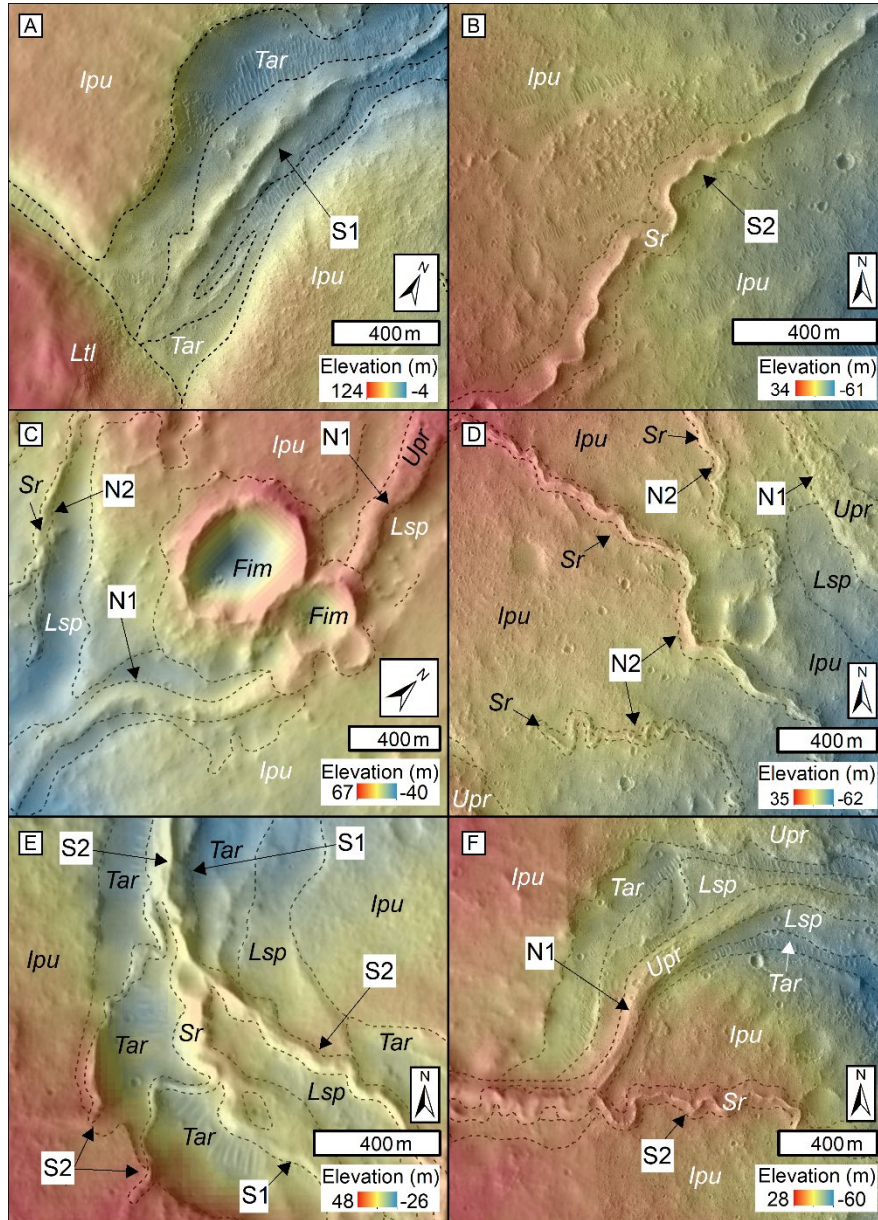 A
Ipu
Tar
S1
Ipu
Ltl
Tar
N
400 m
Elevation (m)
124 -4
B
Ipu
S2
Sr
Ipu
N
400 m
Elevation (m)
34 -61
C
Ipu
N1
Upr
Sr
N2
Lsp
Fim
Fim
Lsp
N1
Ipu
N
400 m
Elevation (m)
67 -40
D
Ipu
Sr
N2
N1
Upr
Sr
Lsp
Ipu
Ipu
N2
Sr
Upr
N
400 m
Elevation (m)
35 -62
E
S2
Tar
S1
Tar
Ipu
Ipu
Lsp
S2
Tar
Sr
Tar
Lsp
Tar
S2
S1
N
400 m
Elevation (m)
48 -26
F
Upr
Ipu
Tar
Lsp
Lsp
N1
Upr
Tar
Ipu
Sr
S2
Ipu
N
400 m
Elevation (m)
28 -60